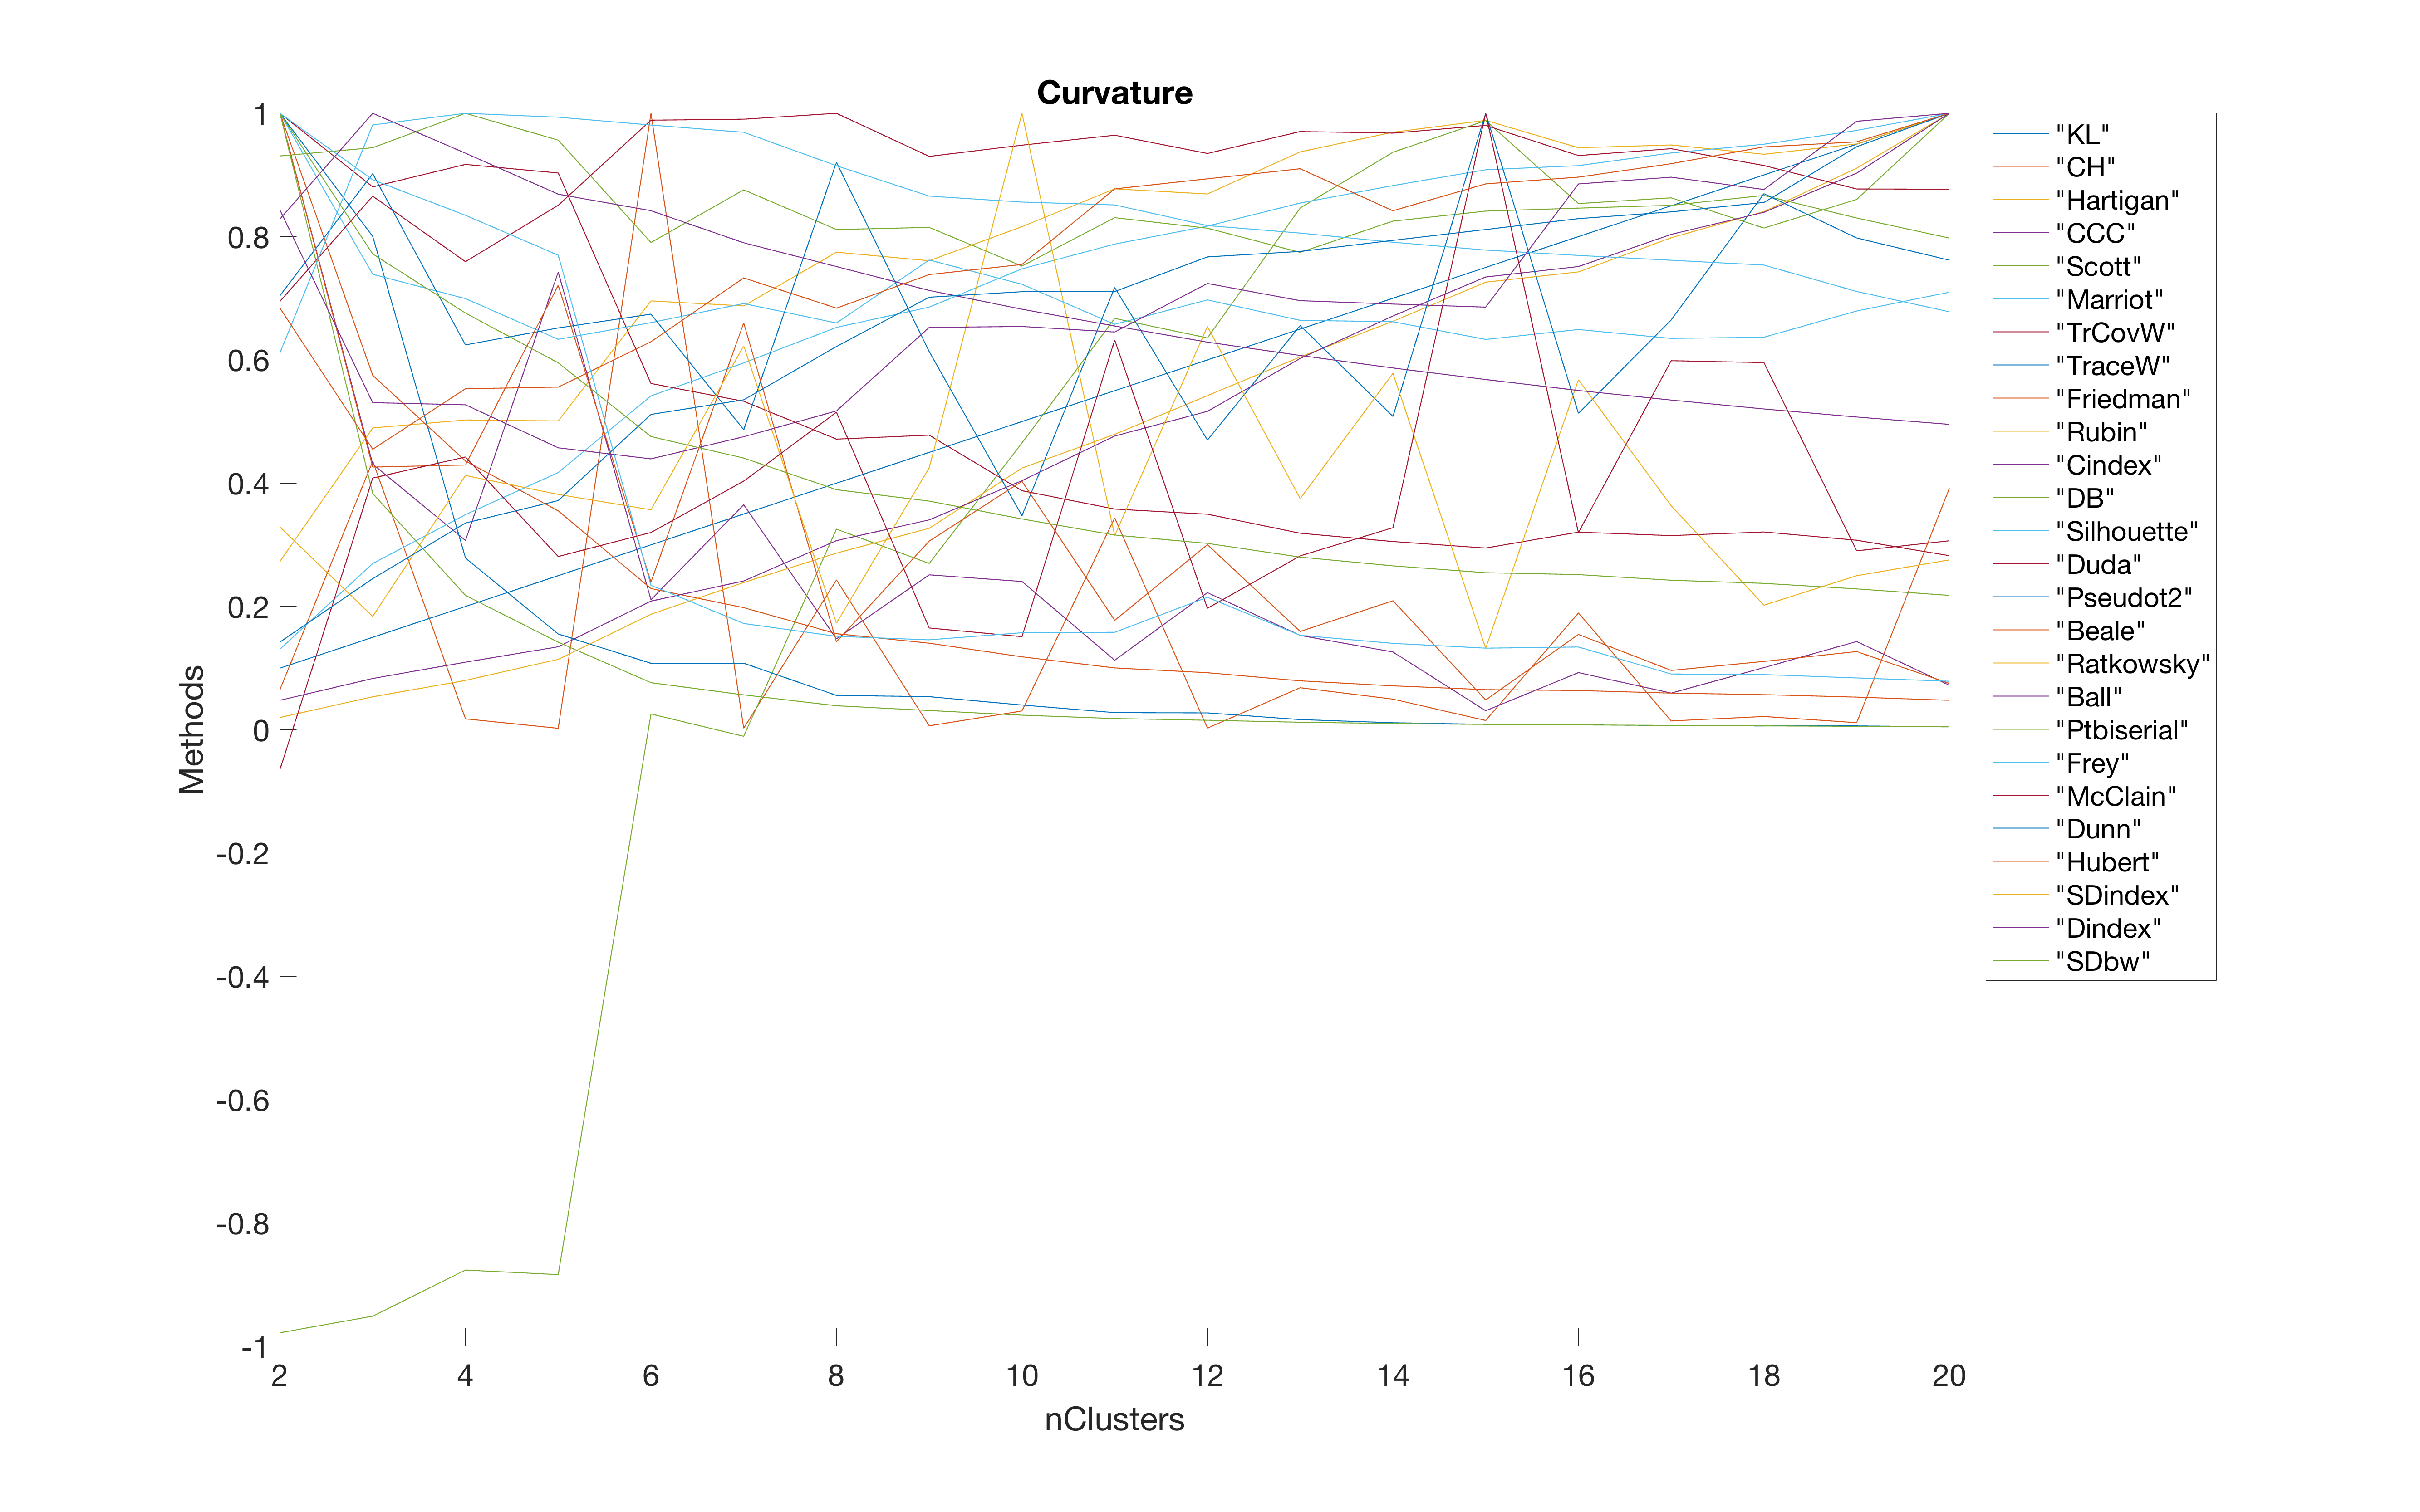 Curvature
1
0.8
0.6
0.4
0.2
0
-0.2
-0.4
-0.6
-0.8
-1
Methods
2 4 6 8 10 12 14 16 18 20
nClusters
"KL"
"CH"
"Hartigan"
"CCC"
"Scott"
"Marriot"
"TrCovW"
"TraceW"
"Friedman"
"Rubin"
"Cindex"
"DB"
"Silhouette"
"Duda"
"Pseudot2"
"Beale"
"Ratkowsky"
"Ball"
"Ptbiserial"
"Frey"
"McClain"
"Dunn"
"Hubert"
"SDindex"
"Dindex"
"SDbw"